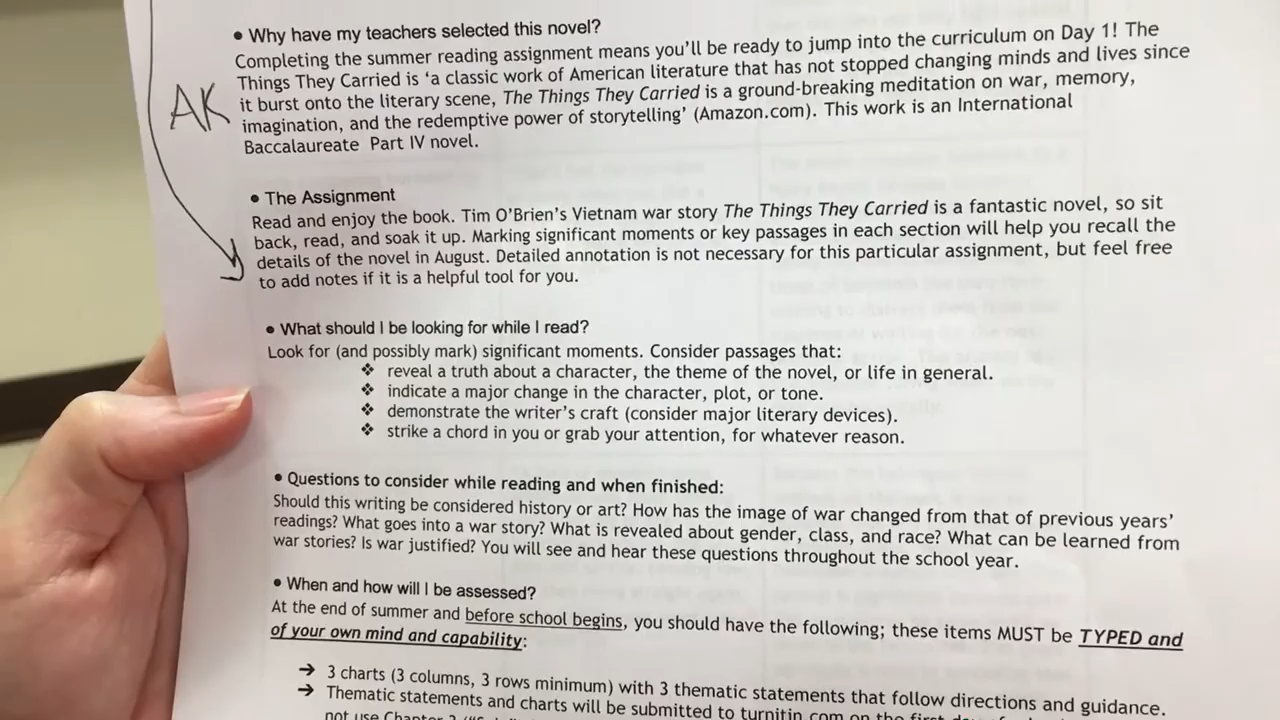 • Why have my teachers selected this novel?
Completing the summer reading assignment means you'll be ready to jump into the curriculum on Day 1! The
Things They Carried is 'a classic work of American literature that has not stopped changing minds and lives since
AK
it burst onto the literary scene, The Things They Carried is a ground-breaking meditation on war, memory,
imagination, and the redemptive power of storytelling' (Amazon.com). This work is an International
Baccalaureate Part IV novel.
• The Assignment
Read and enjoy the book. Tim O'Brien's Vietnam war story The Things They Carried is a fantastic novel, so sit
back, read, and soak it up. Marking significant moments or key passages in each section will help you recall the
details of the novel in August. Detailed annotation is not necessary for this particular assignment, but feel free
to add notes if it is a helpful tool for you.
• What should I be looking for while I read?
Look for (and possibly mark) significant moments. Consider passages that:
❖ reveal a truth about a character, the theme of the novel, or life in general.
❖ indicate a major change in the character, plot, or tone.
❖ demonstrate the writer's craft (consider major literary devices).
❖ strike a chord in you or grab your attention, for whatever reason.
• Questions to consider while reading and when finished:
Should this writing be considered history or art? How has the image of war changed from that of previous years'
readings? What goes into a war story? What is revealed about gender, class, and race? What can be learned from
war stories? Is war justified? You will see and hear these questions throughout the school year.
• When and how will I be assessed?
At the end of summer and before school begins, you should have the following; these items MUST be TYPED and
of your own mind and capability:
➔ 3 charts (3 columns, 3 rows minimum) with 3 thematic statements that follow directions and guidance.
➔ Thematic statements and charts will be submitted to turnitin.com on the first day of
not use Chapter 2